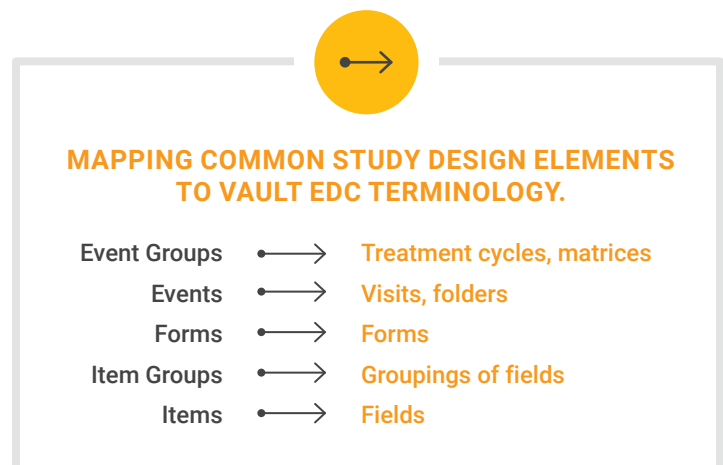 MAPPING COMMON STUDY DESIGN ELEMENTS
TO VAULT EDC TERMINOLOGY.
Event Groups Treatment cycles, matrices
Events Visits, folders
Forms Forms
Item Groups Groupings of fields
Items Fields